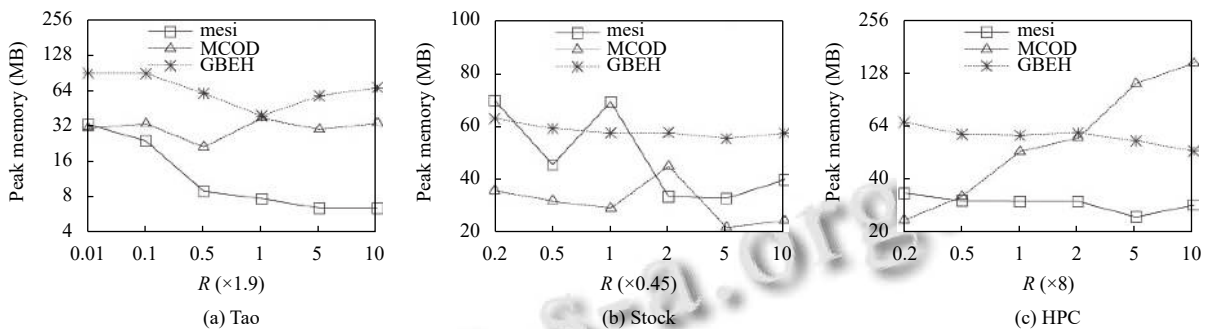 256
128
64
32
16
8
4
Peak memory (MB)
mesi
MCOD
GBEH
0.01 0.1 0.5 1 5 10
R (×1.9)
(a) Tao
100
80
60
40
20
Peak memory (MB)
mesi
MCOD
GBEH
0.2 0.5 1 2 5 10
R (×0.45)
(b) Stock
256
128
64
40
20
Peak memory (MB)
mesi
MCOD
GBEH
0.2 0.5 1 2 5 10
R (×8)
(c) HPC